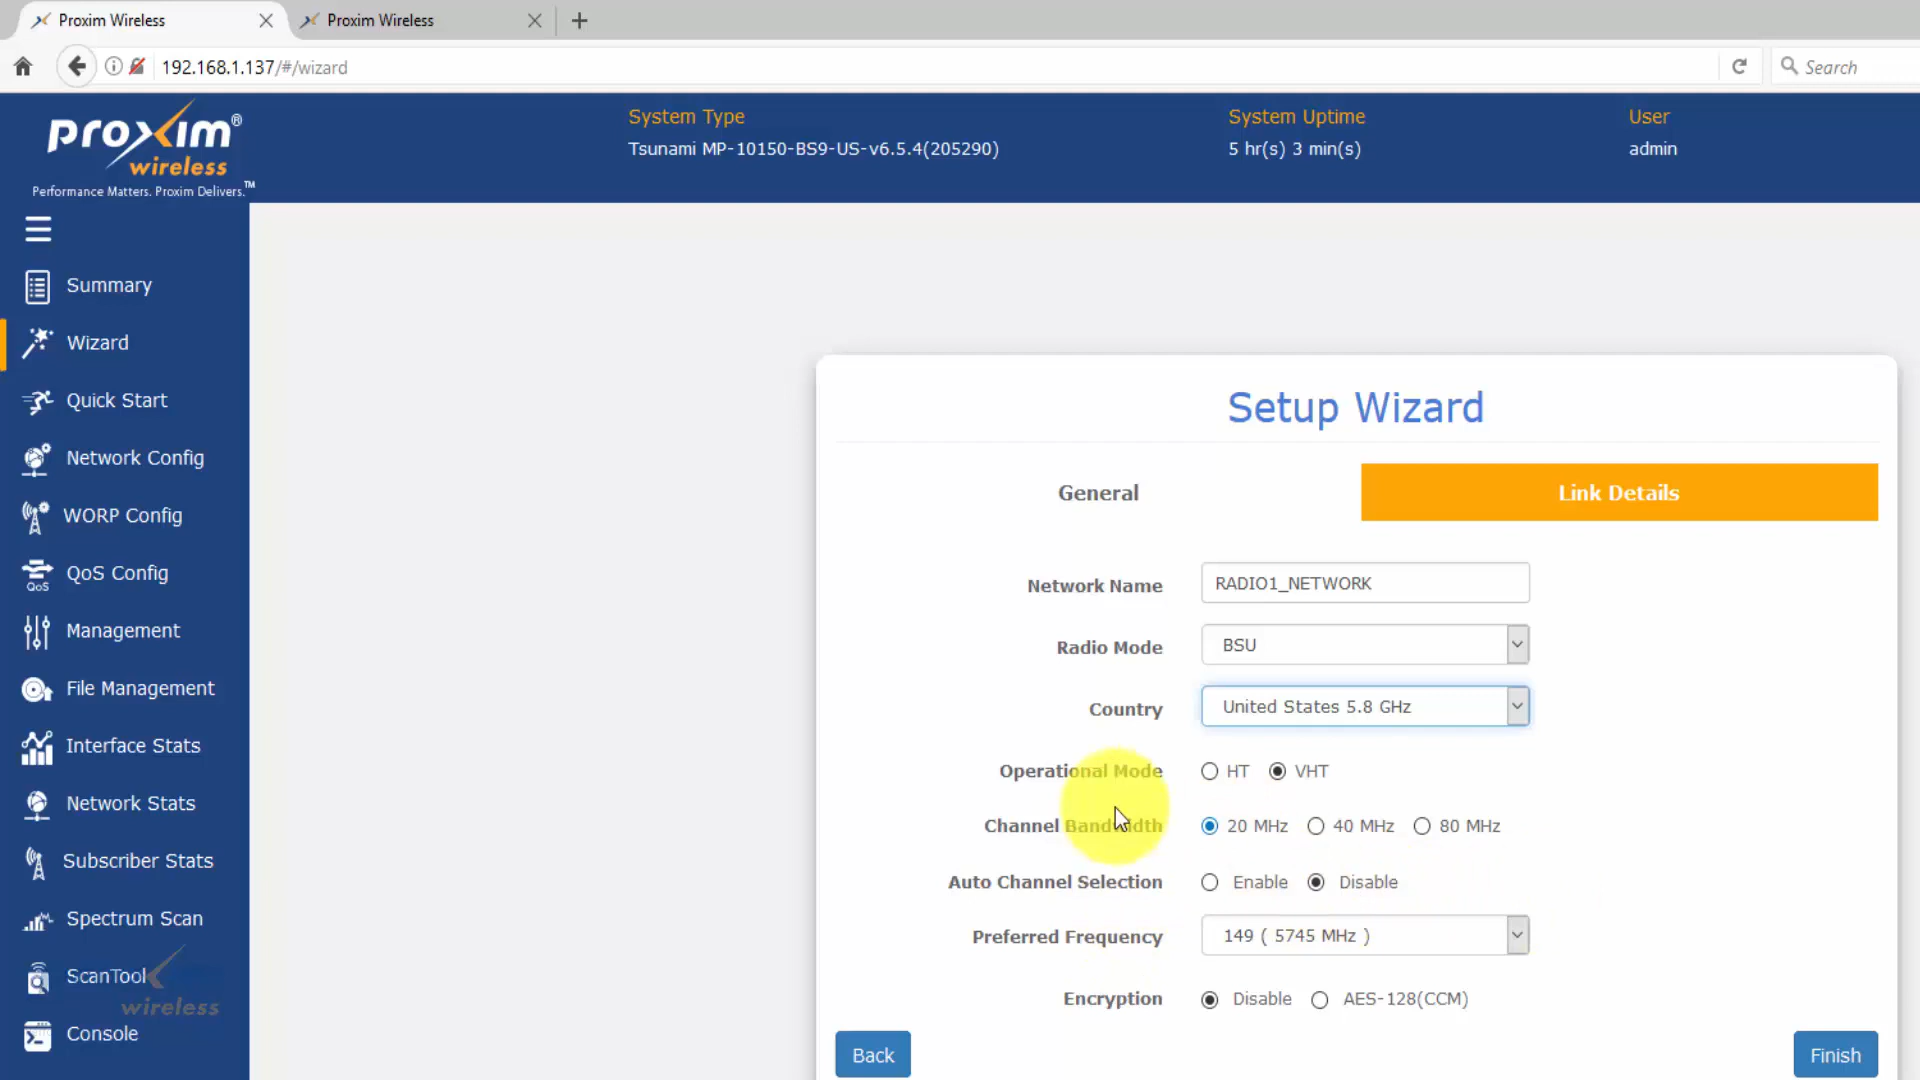 Proxim Wireless
Proxim Wireless
192.168.1.137/#/wizard
Search
proxim®
wireless
Performance Matters. Proxim Delivers.™
System Type
Tsunami MP-10150-BS9-US-v6.5.4(205290)
System Uptime
5 hr(s) 3 min(s)
User
admin
Summary
Wizard
Quick Start
Network Config
WORP Config
QoS
QoS Config
Management
File Management
Interface Stats
Network Stats
Subscriber Stats
Spectrum Scan
ScanTool
wireless
Console
Setup Wizard
General
Link Details
Network Name RADIO1_NETWORK
Radio Mode BSU
Country United States 5.8 GHz
Operational Mode HT VHT
Channel Bandwidth 20 MHz 40 MHz 80 MHz
Auto Channel Selection Enable Disable
Preferred Frequency 149 ( 5745 MHz )
Encryption Disable AES-128(CCM)
Back
Finish